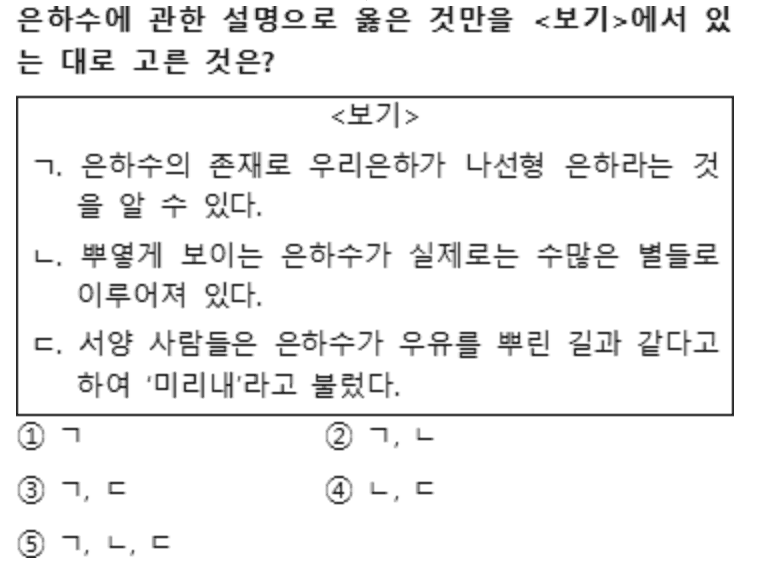 은하수에 관한 설명으로 옳은 것만을 <보기>에서 있
는 대로 고른 것은?
<보기>
ㄱ. 은하수의 존재로 우리은하가 나선형 은하라는 것
을 알 수 있다.
ㄴ. 뿌옇게 보이는 은하수가 실제로는 수많은 별들로
이루어져 있다.
ㄷ. 서양 사람들은 은하수가 우유를 뿌린 길과 같다고
하여 '미리내'라고 불렀다.
① ㄱ ② ㄱ, ㄴ
③ ㄱ, ㄷ ④ ㄴ, ㄷ
⑤ ㄱ, ㄴ, ㄷ